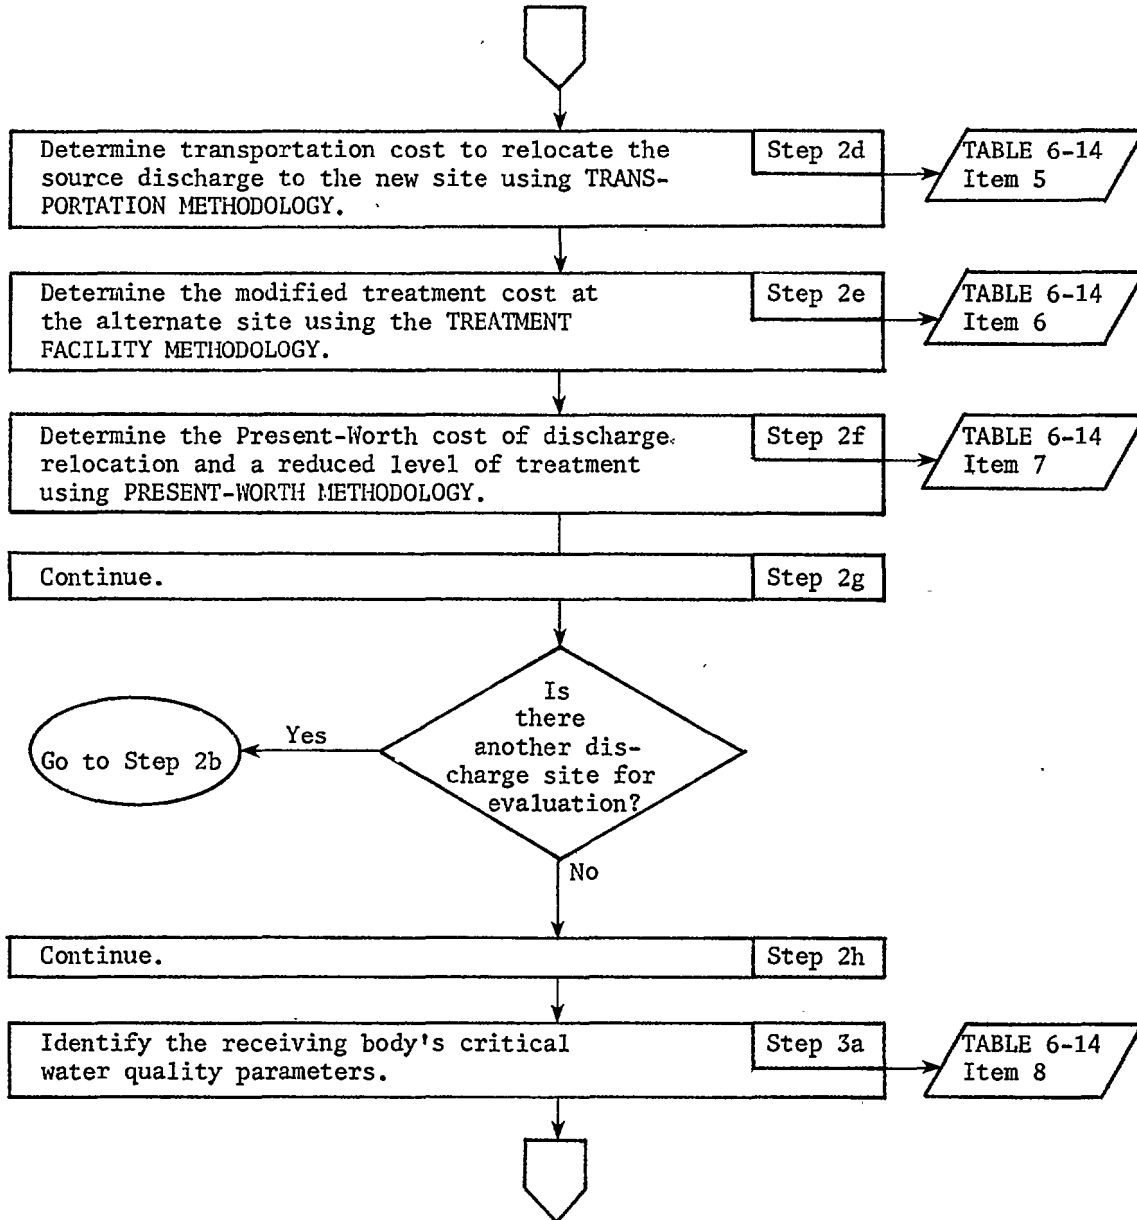 Determine transportation cost to relocate the
source discharge to the new site using TRANS-
PORTATION METHODOLOGY.
Step 2d
TABLE 6-14
Item 5
Determine the modified treatment cost at
the alternate site using the TREATMENT
FACILITY METHODOLOGY.
Step 2e
TABLE 6-14
Item 6
Determine the Present-Worth cost of discharge
relocation and a reduced level of treatment
using PRESENT-WORTH METHODOLOGY.
Step 2f
TABLE 6-14
Item 7
Continue.
Step 2g
Is
there
another dis-
charge site for
evaluation?
Yes
Go to Step 2b
No
Continue.
Step 2h
Identify the receiving body's critical
water quality parameters.
Step 3a
TABLE 6-14
Item 8